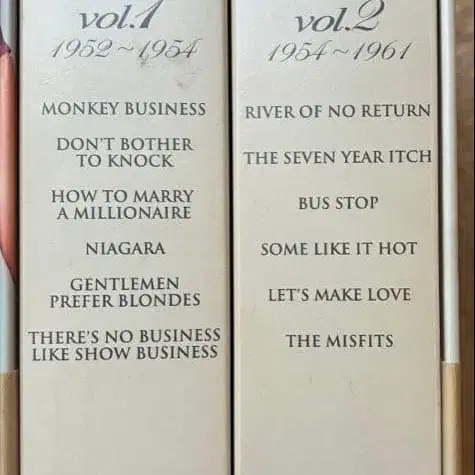 vol.1
1952~1954
MONKEY BUSINESS
DON'T BOTHER
TO KNOCK
HOW TO MARRY
A MILLIONAIRE
NIAGARA
GENTLEMEN
PREFER BLONDES
THERE'S NO BUSINESS
LIKE SHOW BUSINESS
vol.2
1954~1961
RIVER OF NO RETURN
THE SEVEN YEAR ITCH
BUS STOP
SOME LIKE IT HOT
LET'S MAKE LOVE
THE MISFITS